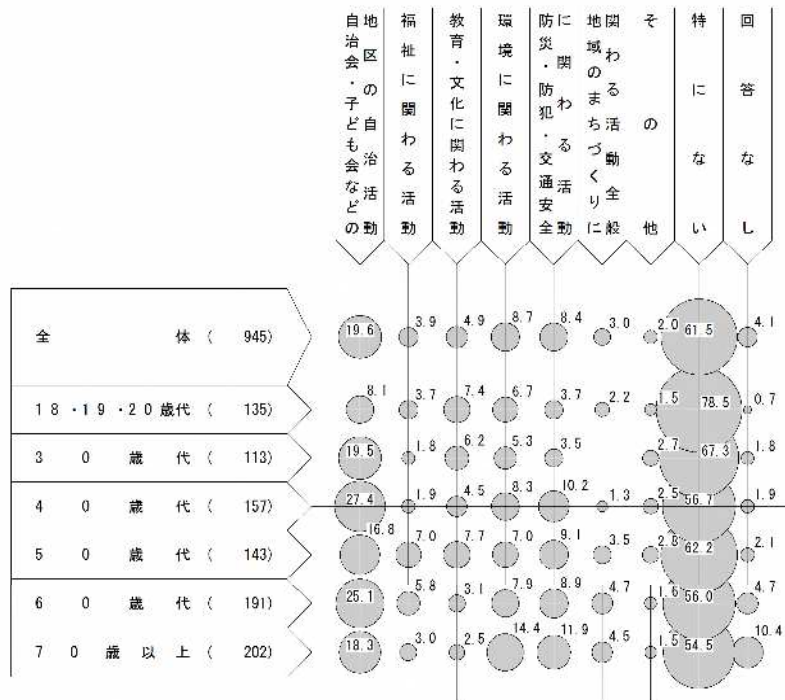 地区の自治活動
自治会・子ども会などの
福祉に関わる活動
教育・文化に関わる活動
環境に関わる活動
に関わる活動
防災・防犯・交通安全
関わる活動全般
地域のまちづくりに
その他
特にない
回答なし
全体 ( 945) 19.6 3.9 4.9 8.7 8.4 3.0 2.0 61.5 4.1
18・19・20歳代 ( 135) 8.1 3.7 7.4 6.7 3.7 2.2 1.5 78.5 0.7
30歳代 ( 113) 19.5 1.8 6.2 5.3 3.5 2.7 67.3 1.8
40歳代 ( 157) 27.4 1.9 4.5 8.3 10.2 1.3 2.5 56.7 1.9
50歳代 ( 143) 16.8 7.0 7.7 7.0 9.1 3.5 2.8 62.2 2.1
60歳代 ( 191) 25.1 5.8 3.1 7.9 8.9 4.7 1.6 56.0 4.7
70歳以上 ( 202) 18.3 3.0 2.5 14.4 11.9 4.5 1.5 54.5 10.4